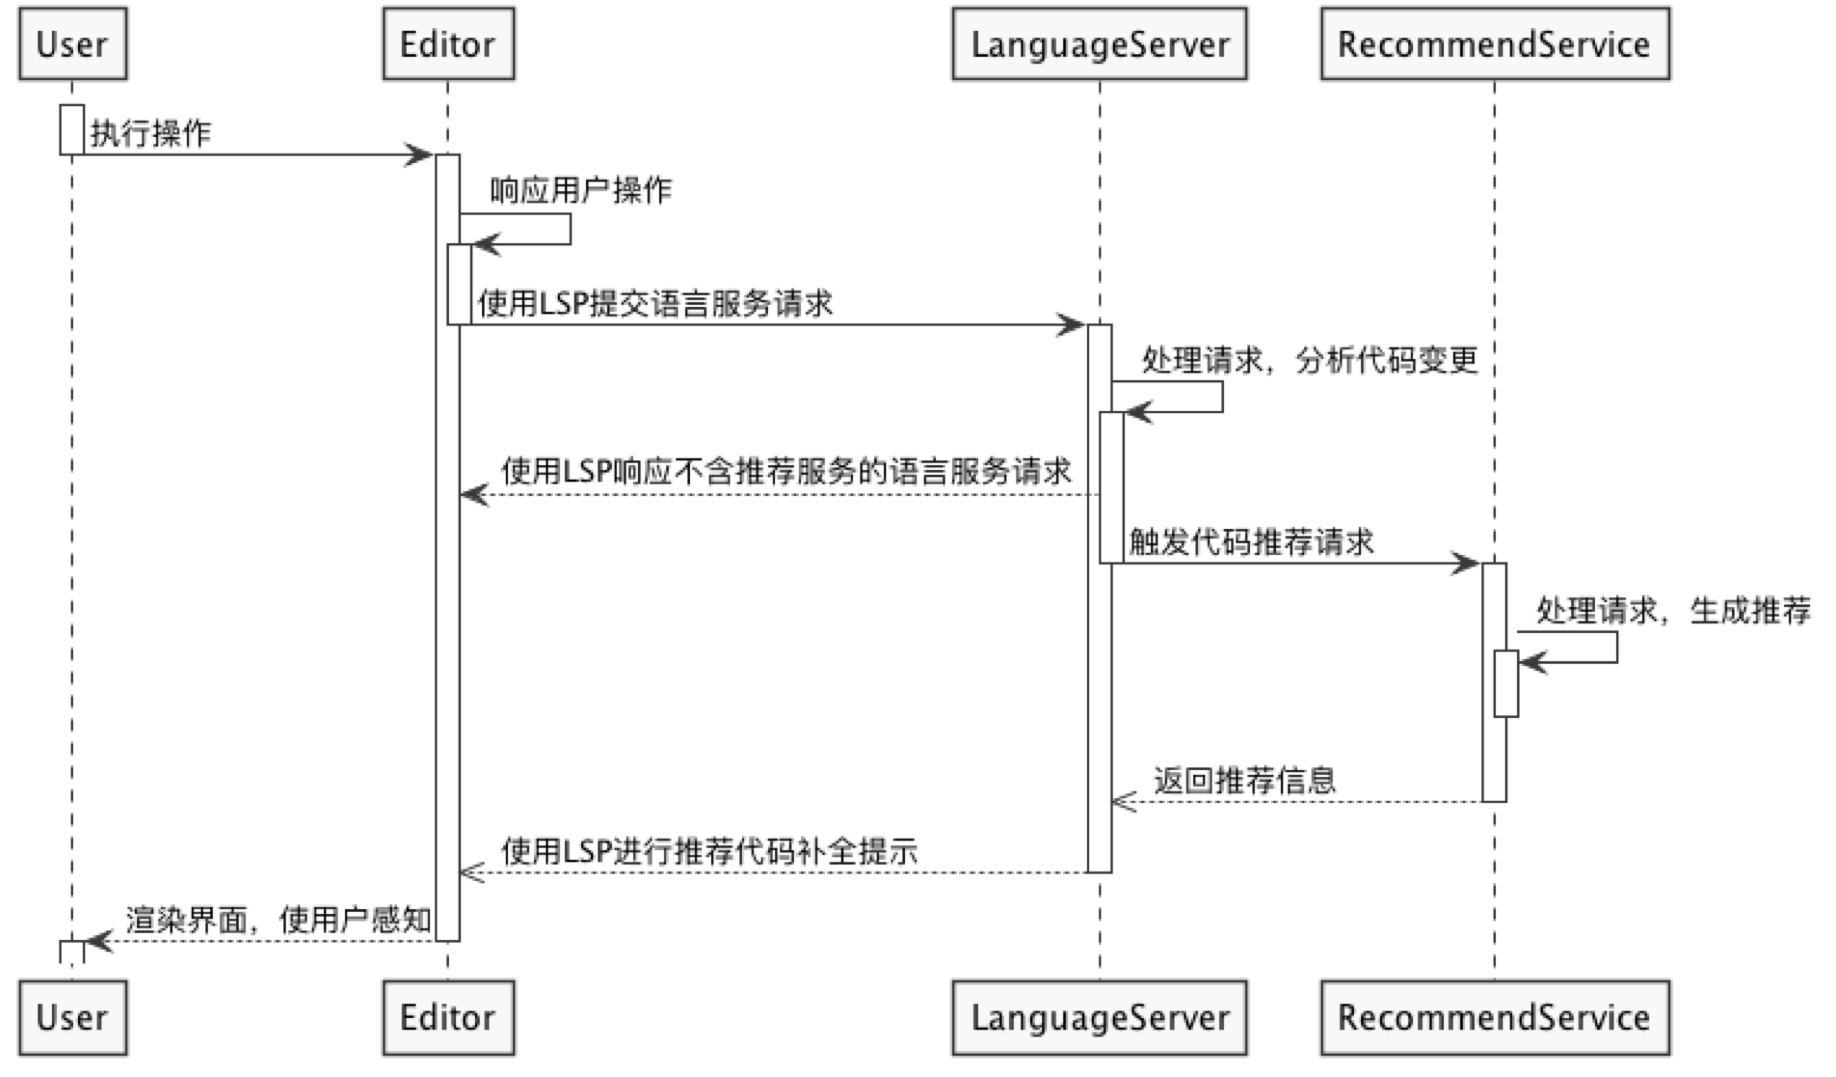 User
Editor
LanguageServer
RecommendService
执行操作
响应用户操作
使用LSP提交语言服务请求
处理请求，分析代码变更
使用LSP响应不含推荐服务的语言服务请求
触发代码推荐请求
处理请求，生成推荐
返回推荐信息
使用LSP进行推荐代码补全提示
渲染界面，使用户感知
User
Editor
LanguageServer
RecommendService